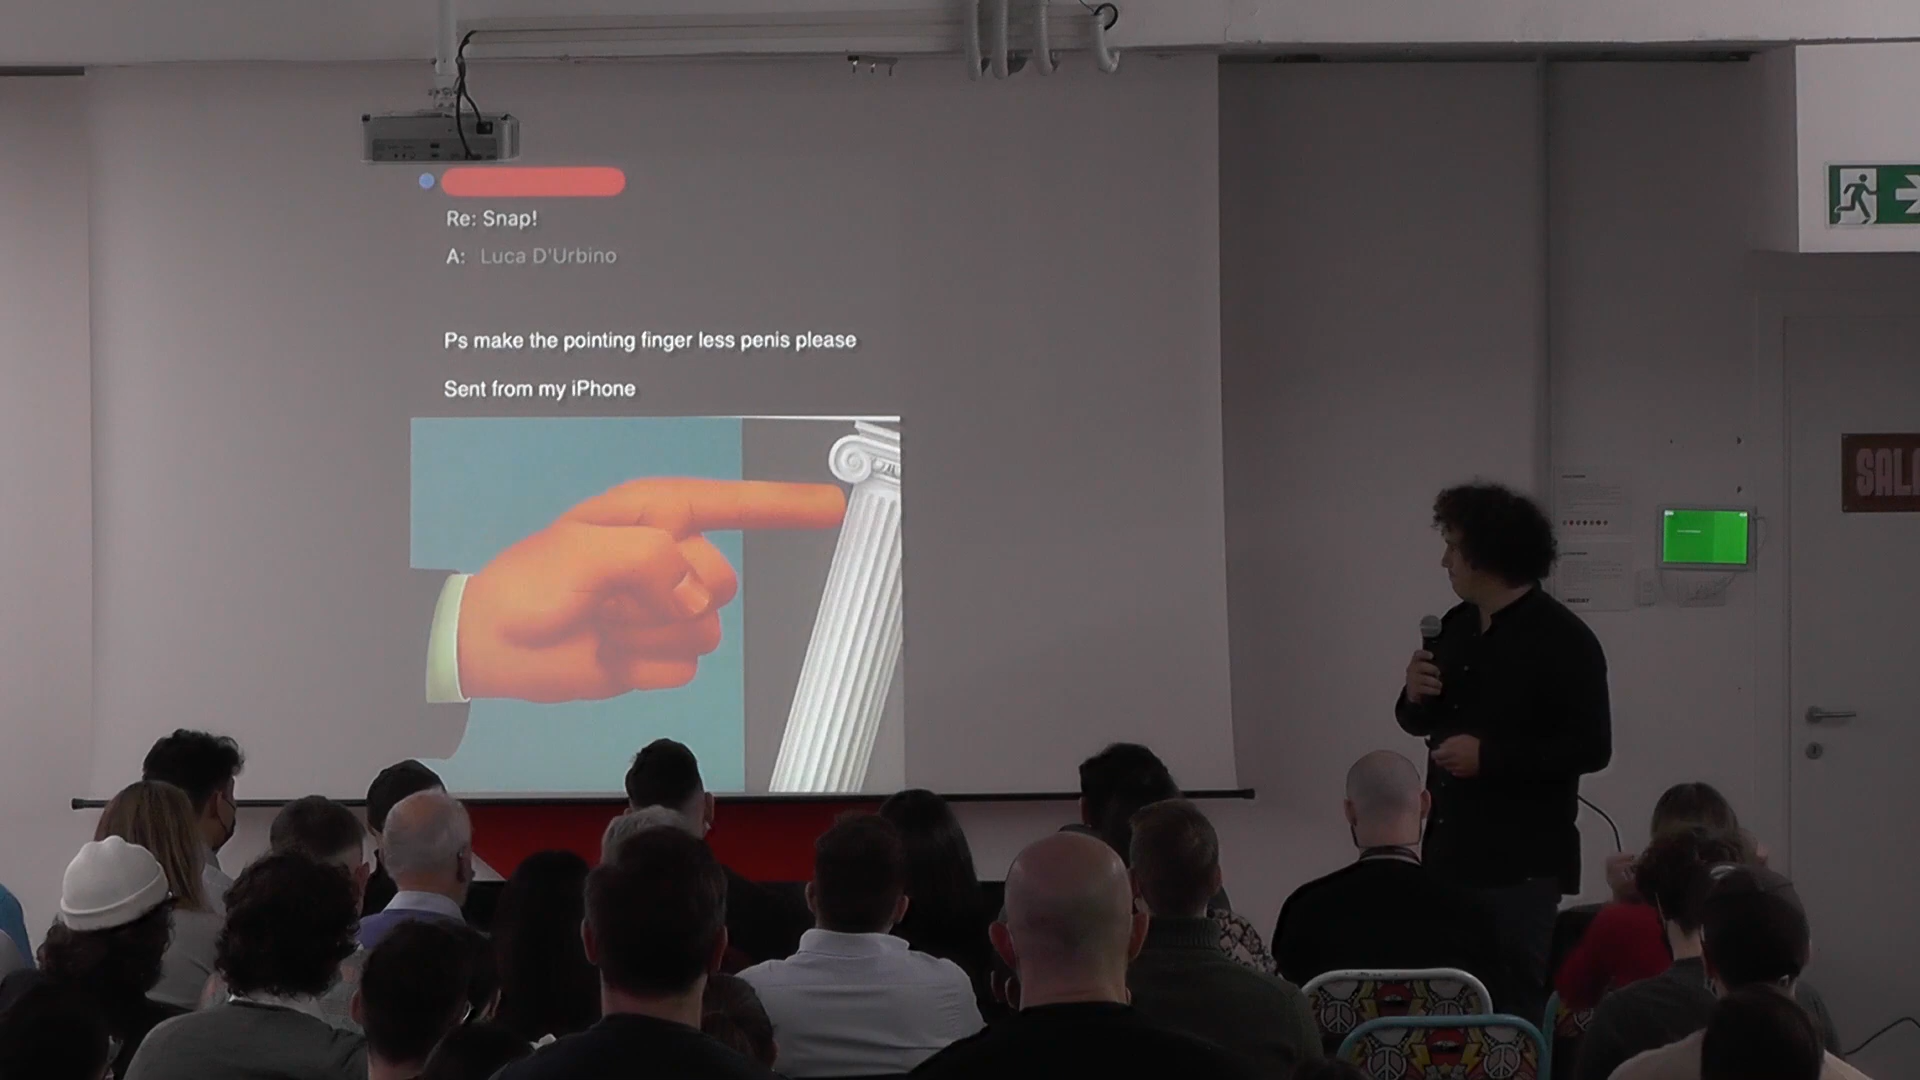 Re: Snap!
A: Luca D'Urbino
Ps make the pointing finger less penis please
Sent from my iPhone